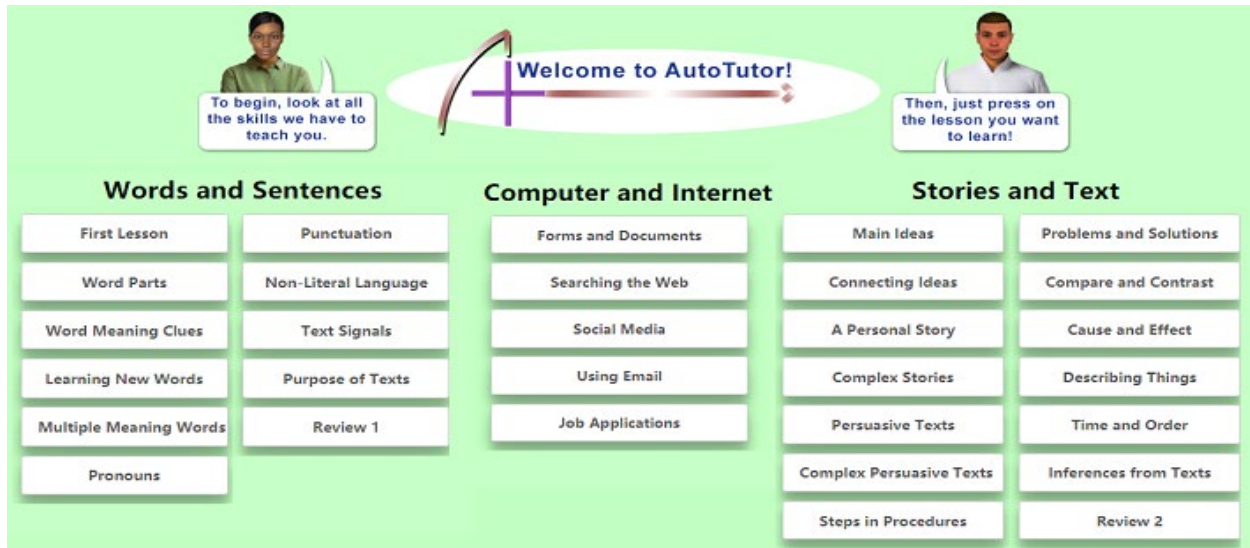 Welcome to AutoTutor!
To begin, look at all
the skills we have to
teach you.
Then, just press on
the lesson you want
to learn!
Words and Sentences
First Lesson
Word Parts
Word Meaning Clues
Learning New Words
Multiple Meaning Words
Pronouns
Punctuation
Non-Literal Language
Text Signals
Purpose of Texts
Review 1
Computer and Internet
Forms and Documents
Searching the Web
Social Media
Using Email
Job Applications
Stories and Text
Main Ideas
Connecting Ideas
A Personal Story
Complex Stories
Persuasive Texts
Complex Persuasive Texts
Steps in Procedures
Problems and Solutions
Compare and Contrast
Cause and Effect
Describing Things
Time and Order
Inferences from Texts
Review 2